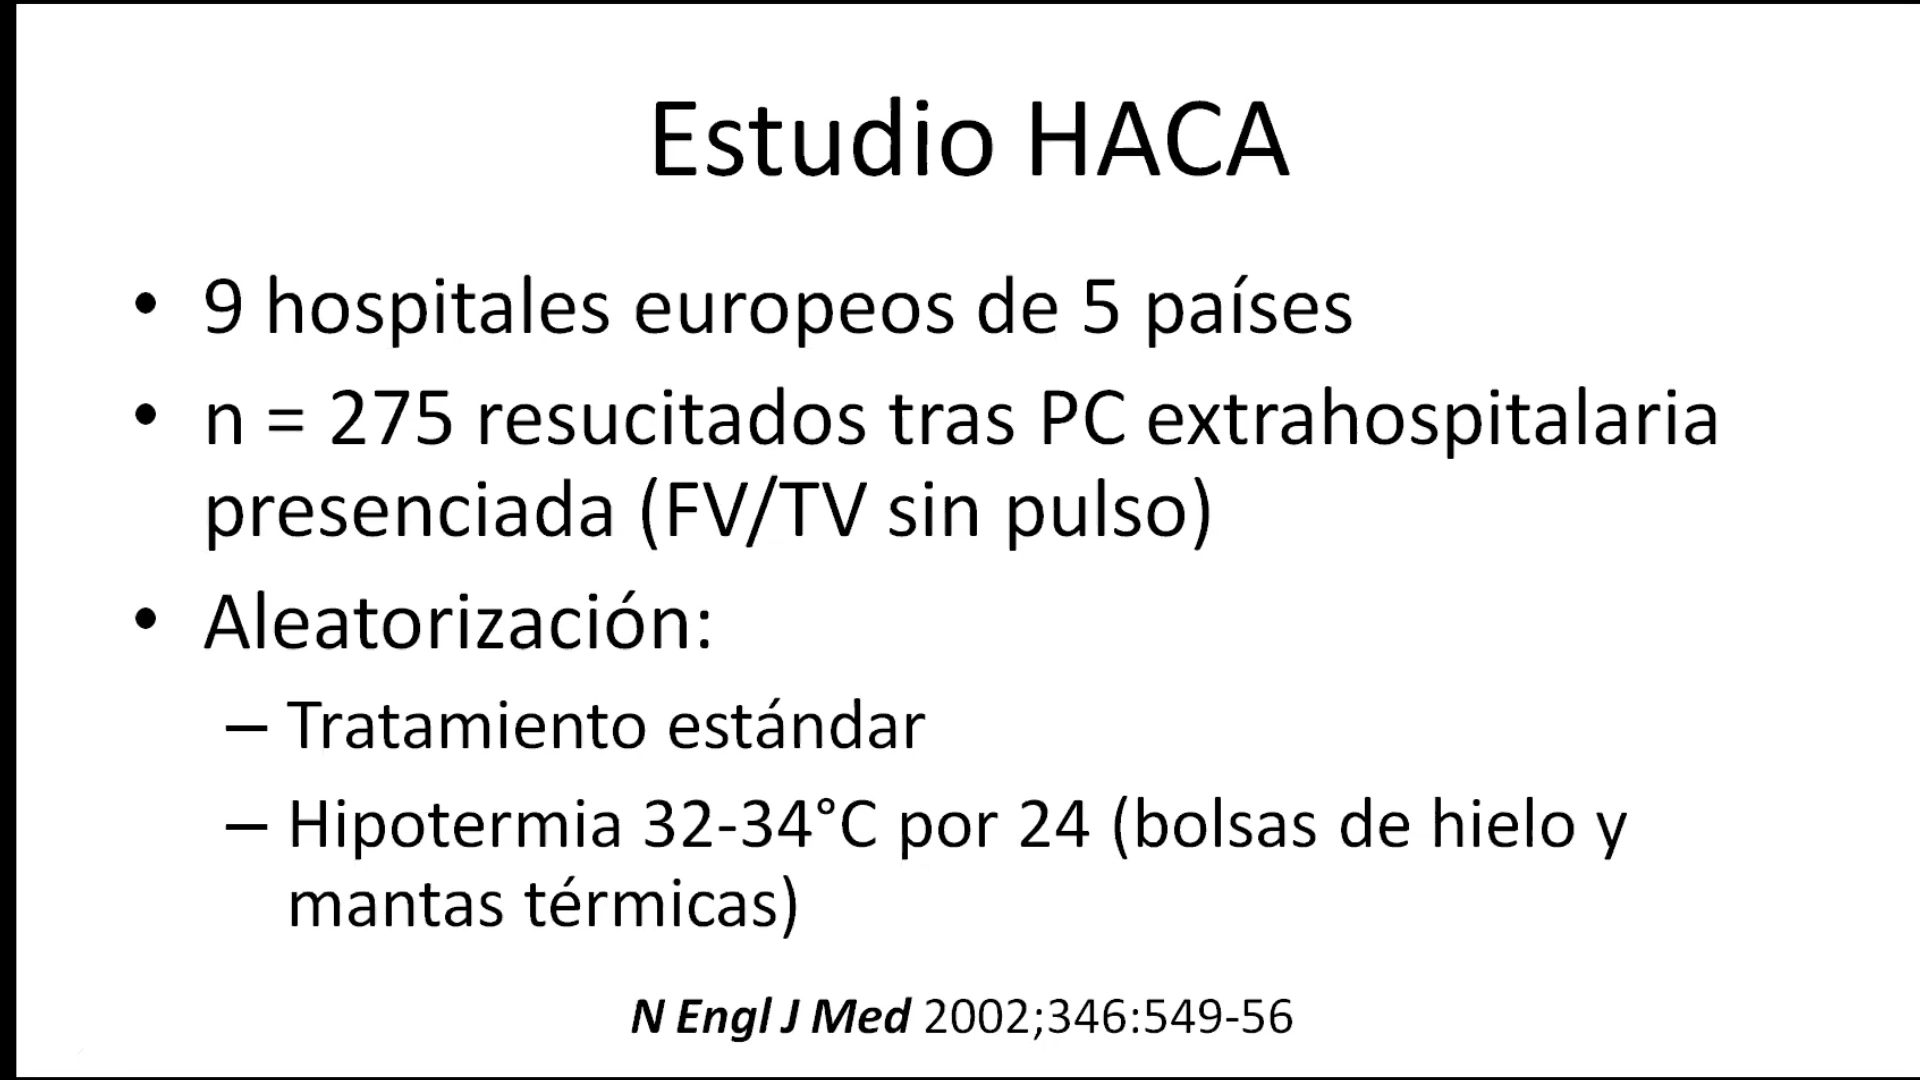 Estudio HACA
• 9 hospitales europeos de 5 países
• n = 275 resucitados tras PC extrahospitalaria
presenciada (FV/TV sin pulso)
• Aleatorización:
– Tratamiento estándar
– Hipotermia 32-34°C por 24 (bolsas de hielo y
mantas térmicas)
N Engl J Med 2002;346:549-56